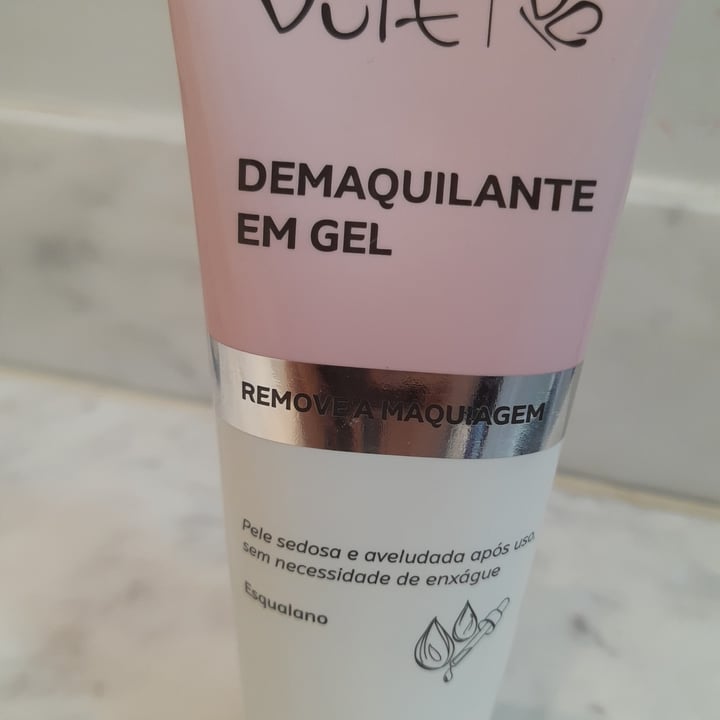 DEMAQUILANTE
EM GEL
REMOVE A MAQUIAGEM
Pele sedosa e aveludada após uso,
sem necessidade de enxágue
Esqualano